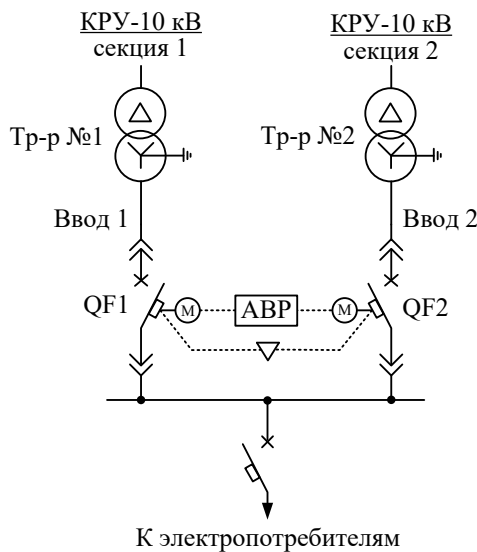 КРУ-10 кВ
секция 1
КРУ-10 кВ
секция 2
Тр-р №1
Тр-р №2
Ввод 1
Ввод 2
QF1
М
АВР
М
QF2
К электропотребителям